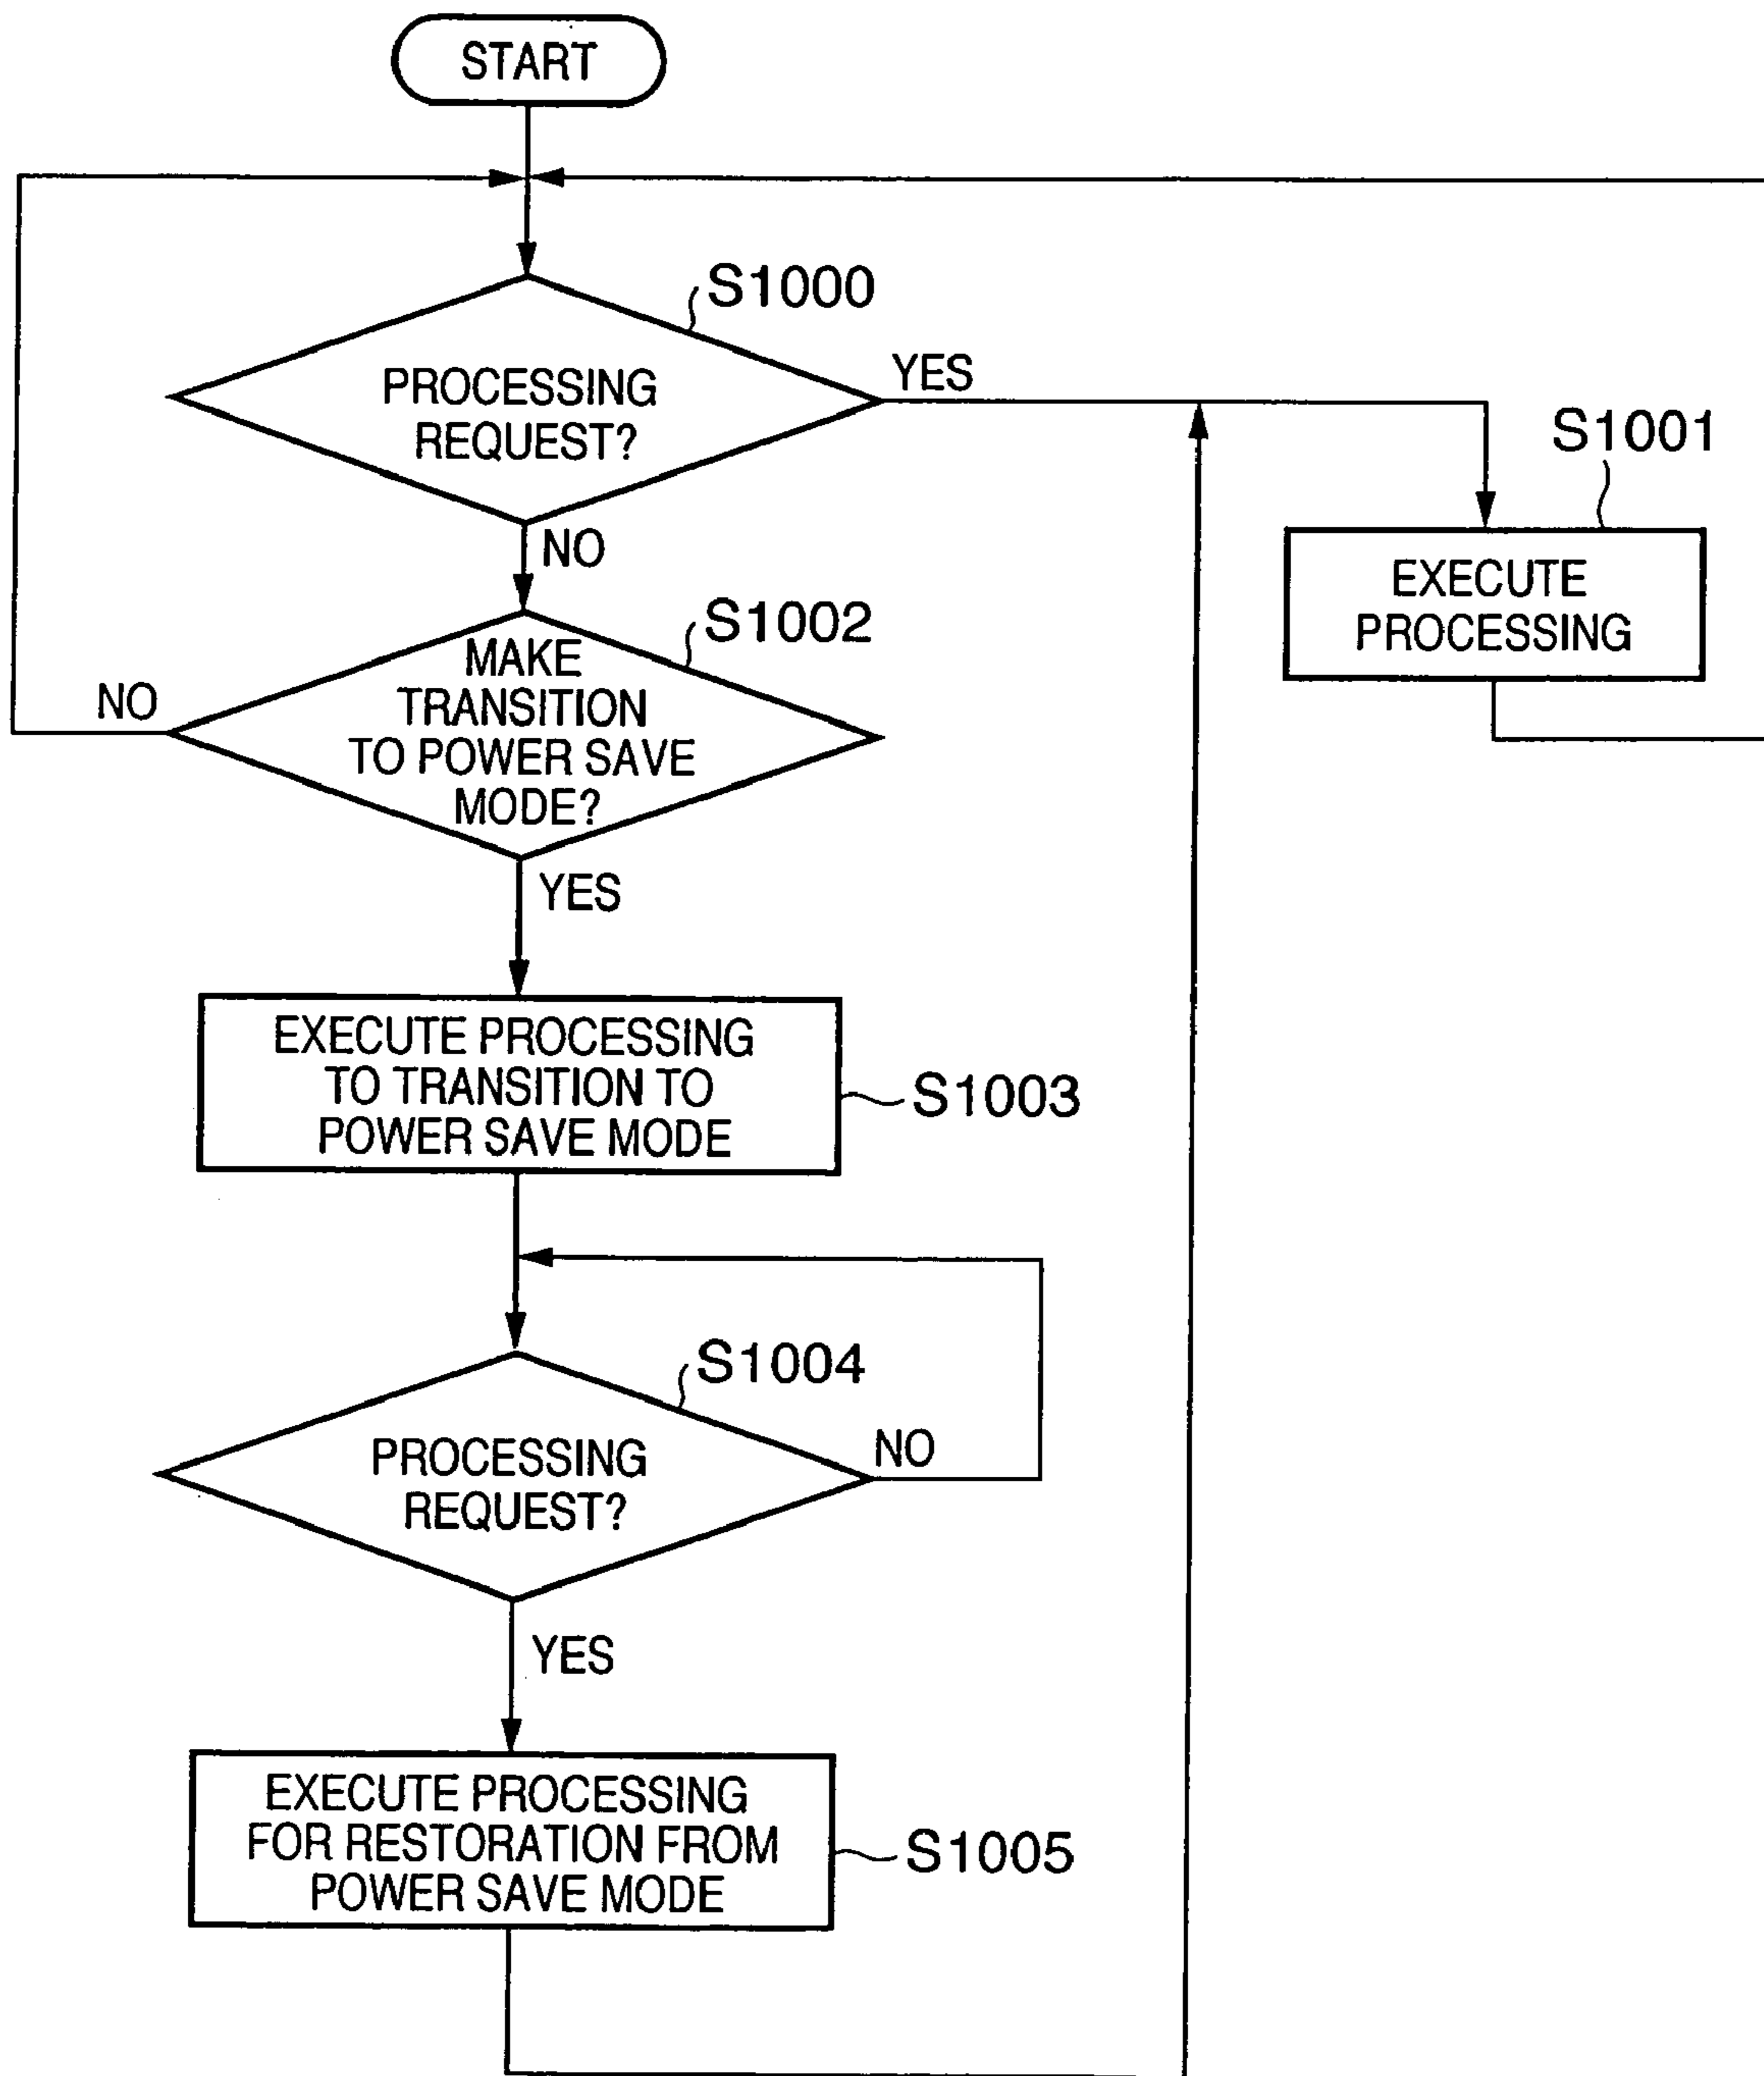 START
S1000
PROCESSING
REQUEST?
YES
S1001
EXECUTE
PROCESSING
NO
S1002
MAKE
TRANSITION
TO POWER SAVE
MODE?
NO
YES
EXECUTE PROCESSING
TO TRANSITION TO
POWER SAVE MODE
S1003
S1004
PROCESSING
REQUEST?
NO
YES
EXECUTE PROCESSING
FOR RESTORATION FROM
POWER SAVE MODE
S1005